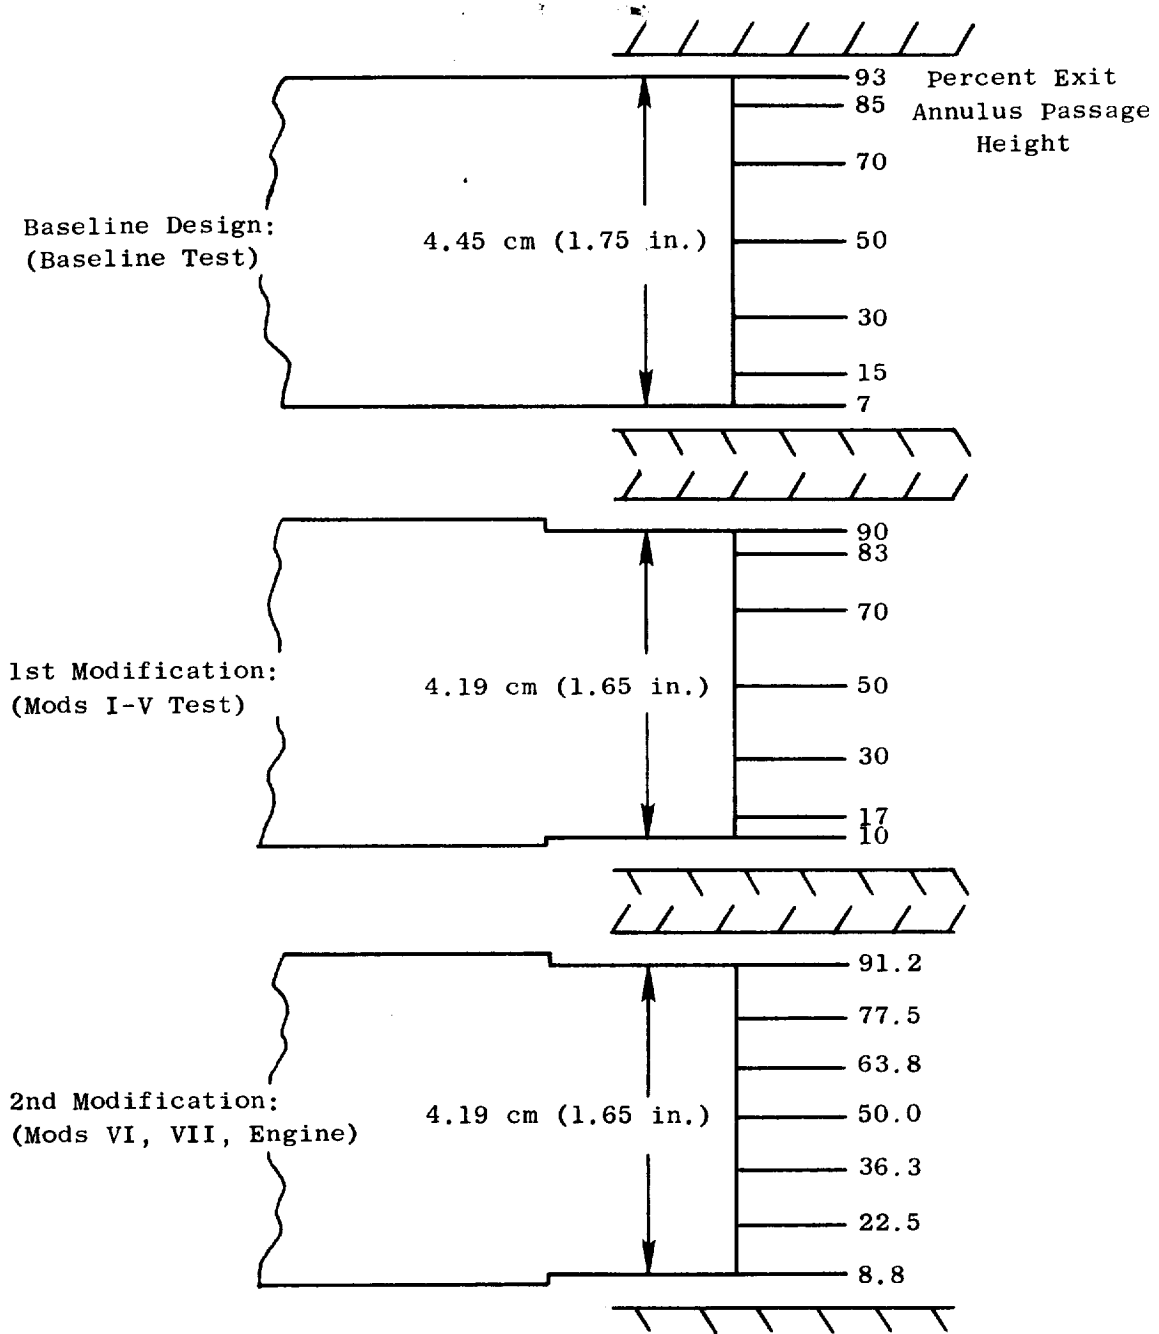 93
Percent Exit
85
Annulus Passage
Height
70
Baseline Design:
(Baseline Test)
4.45 cm (1.75 in.)
50
30
15
7
90
83
70
1st Modification:
(Mods I-V Test)
4.19 cm (1.65 in.)
50
30
17
10
91.2
77.5
63.8
2nd Modification:
(Mods VI, VII, Engine)
4.19 cm (1.65 in.)
50.0
36.3
22.5
8.8